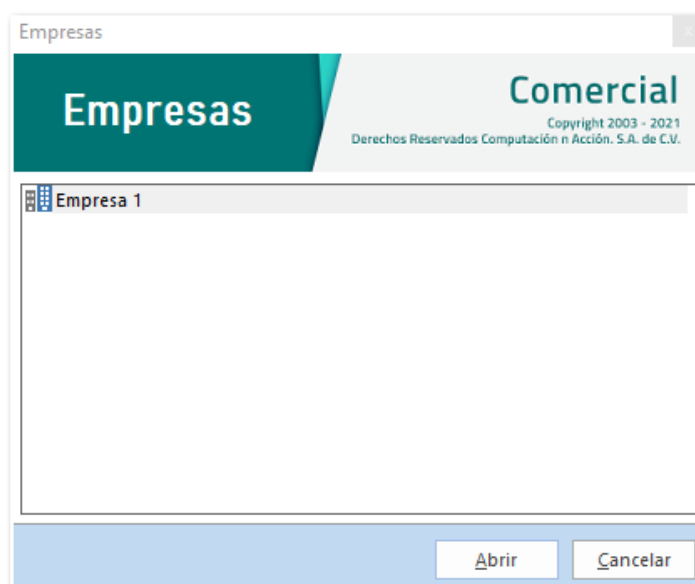 Empresas
Empresas
Comercial
Copyright 2003 - 2021
Derechos Reservados Computación n Acción. S.A. de C.V.
Empresa 1
Abrir
Cancelar